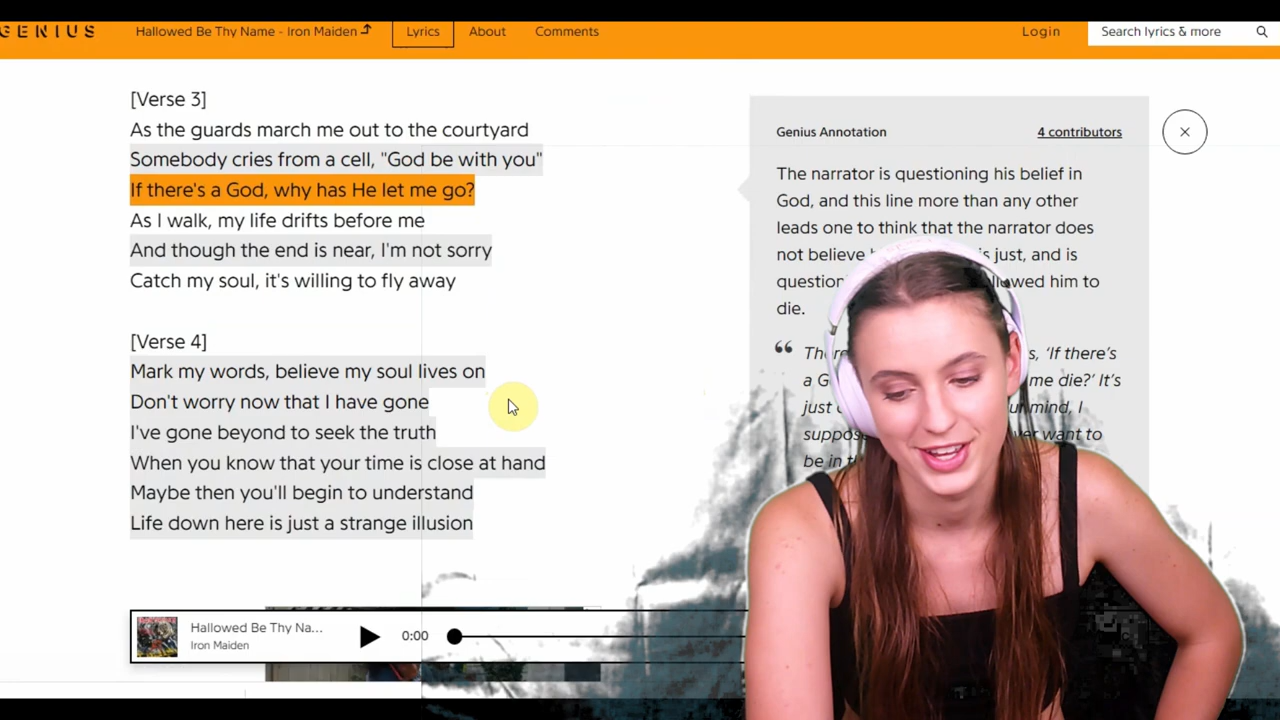 GENIUS
Hallowed Be Thy Name - Iron Maiden
Lyrics
About
Comments
Login
Search lyrics & more
[Verse 3]
As the guards march me out to the courtyard
Somebody cries from a cell, "God be with you"
If there's a God, why has He let me go?
As I walk, my life drifts before me
And though the end is near, I'm not sorry
Catch my soul, it's willing to fly away
[Verse 4]
Mark my words, believe my soul lives on
Don't worry now that I have gone
I've gone beyond to seek the truth
When you know that your time is close at hand
Maybe then you'll begin to understand
Life down here is just a strange illusion
Genius Annotation
4 contributors
The narrator is questioning his belief in
God, and this line more than any other
leads one to think that the narrator does
not believe is just, and is
him to
die.
‘If there’s
a me die?’ It’s
just mind, I
want to
be in
Hallowed Be Thy Na...
Iron Maiden
0:00